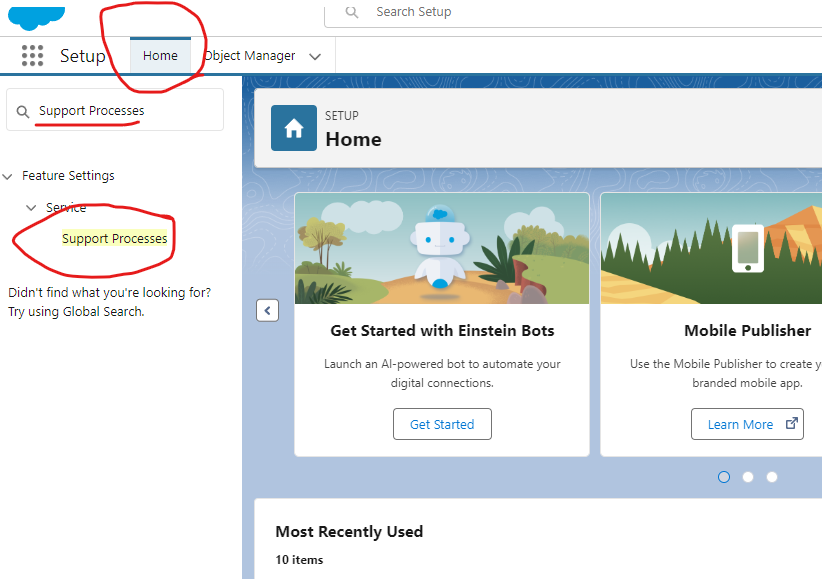 Search Setup
Setup
Home
Object Manager
Support Processes
Feature Settings
Service
Support Processes
Didn't find what you're looking for?
Try using Global Search.
SETUP
Home
Get Started with Einstein Bots
Launch an AI-powered bot to automate your
digital connections.
Get Started
Mobile Publisher
Use the Mobile Publisher to create y
branded mobile app.
Learn More
Most Recently Used
10 items